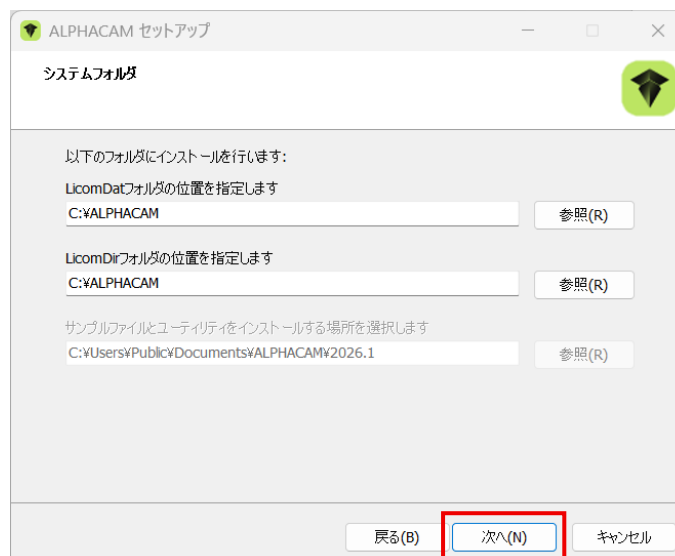 ALPHACAM セットアップ
システムフォルダ
以下のフォルダにインストールを行います:
LicomDatフォルダの位置を指定します
C:¥ALPHACAM
参照(R)
LicomDirフォルダの位置を指定します
C:¥ALPHACAM
参照(R)
サンプルファイルとユーティリティをインストールする場所を選択します
C:¥Users¥Public¥Documents¥ALPHACAM¥2026.1
参照(R)
戻る(B) 次へ(N) キャンセル